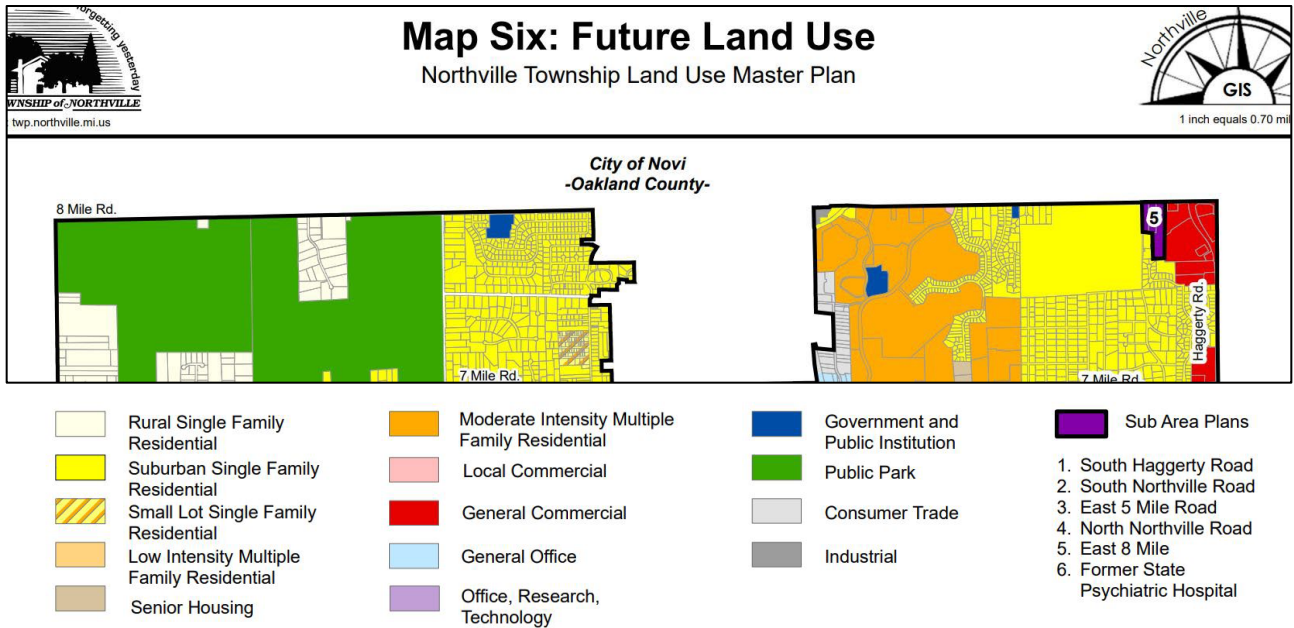 forgetting yesterday
Map Six: Future Land Use
Northville Township Land Use Master Plan
WNSHIP of NORTHVILLE
: twp.northville.mi.us
Northville
GIS
1 inch equals 0.70 mil
City of Novi
-Oakland County-
8 Mile Rd.
5
Haggerty Rd.
7 Mile Rd.
7 Mile Rd
Rural Single Family
Residential
Suburban Single Family
Residential
Small Lot Single Family
Residential
Low Intensity Multiple
Family Residential
Senior Housing
Moderate Intensity Multiple
Family Residential
Local Commercial
General Commercial
General Office
Office, Research,
Technology
Government and
Public Institution
Public Park
Consumer Trade
Industrial
Sub Area Plans
1. South Haggerty Road
2. South Northville Road
3. East 5 Mile Road
4. North Northville Road
5. East 8 Mile
6. Former State
Psychiatric Hospital